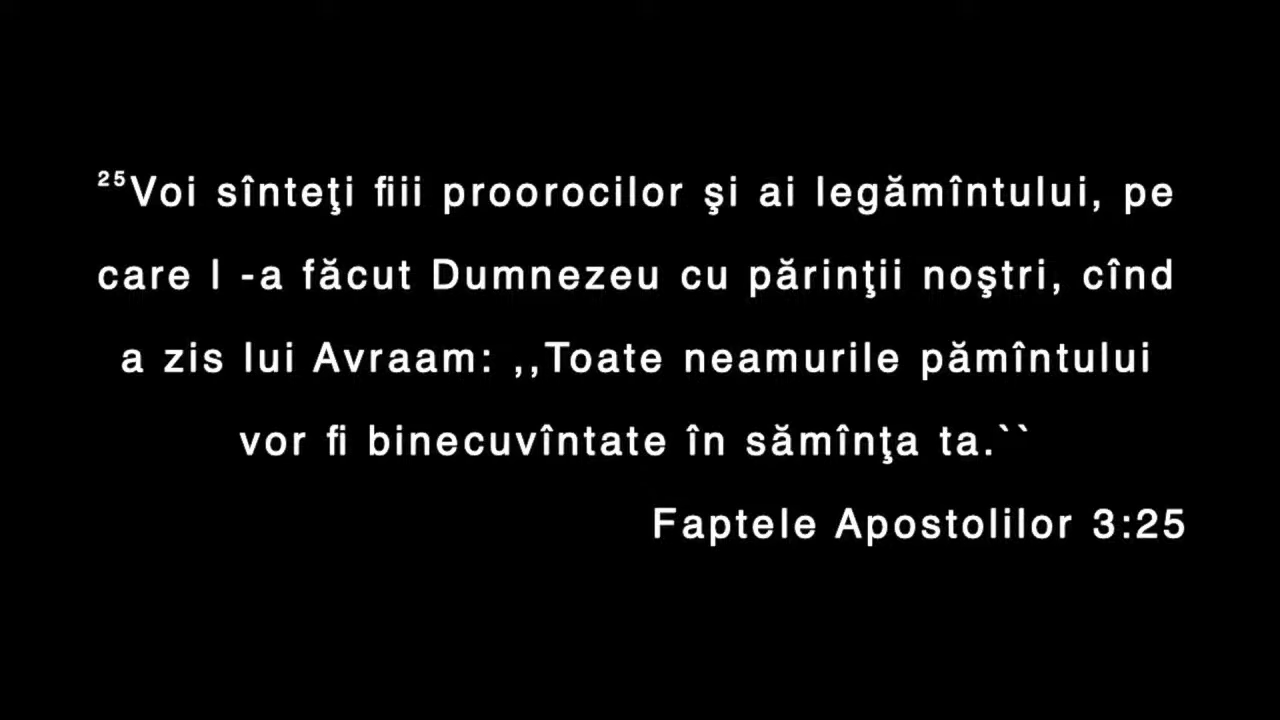 ²⁵Voi sînteţi fiii proorocilor şi ai legămîntului, pe
care l -a făcut Dumnezeu cu părinţii noştri, cînd
a zis lui Avraam: ,,Toate neamurile pămîntului
vor fi binecuvîntate în sămînţa ta.``
Faptele Apostolilor 3:25